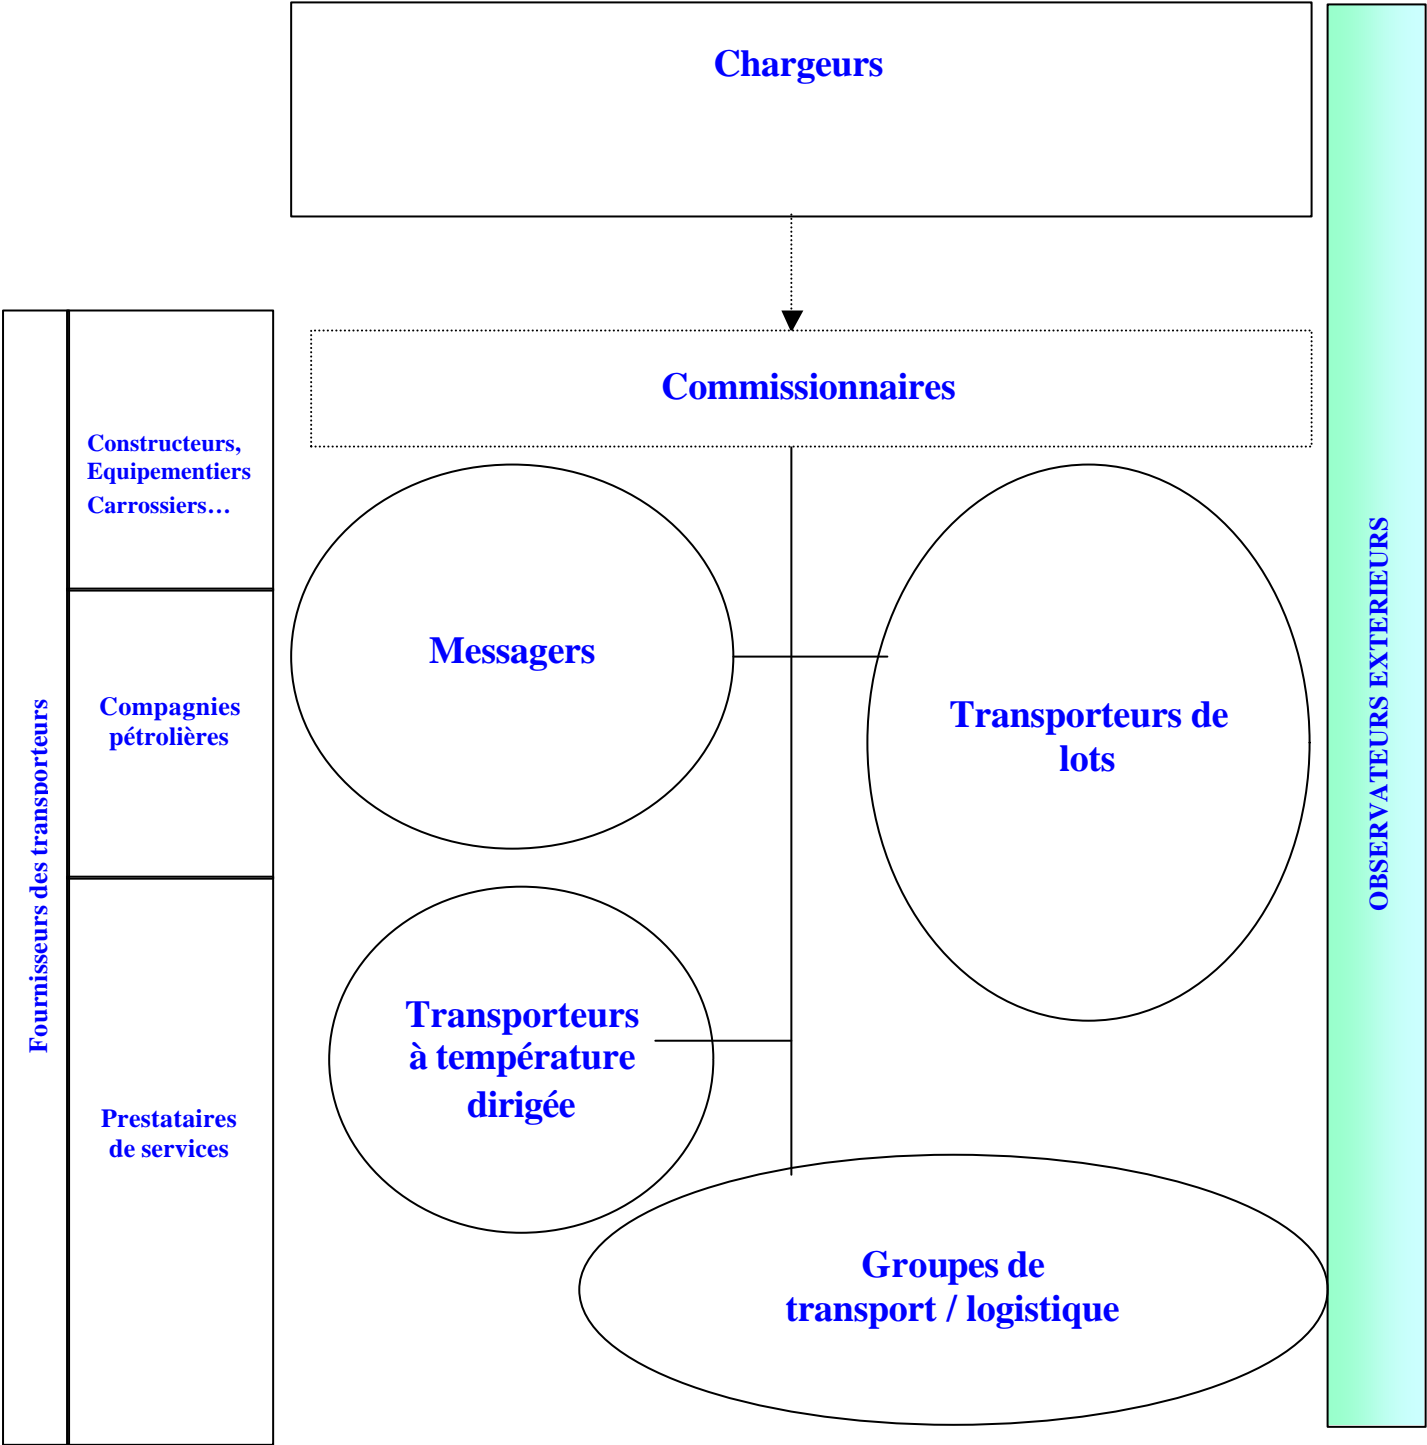 Chargeurs
Commissionnaires
Fournisseurs des transporteurs
Constructeurs,
Equipementiers
Carrossiers…
Compagnies
pétrolières
Prestataires
de services
Messagers
Transporteurs de
lots
Transporteurs
à température
dirigée
Groupes de
transport / logistique
OBSERVATEURS EXTERIEURS